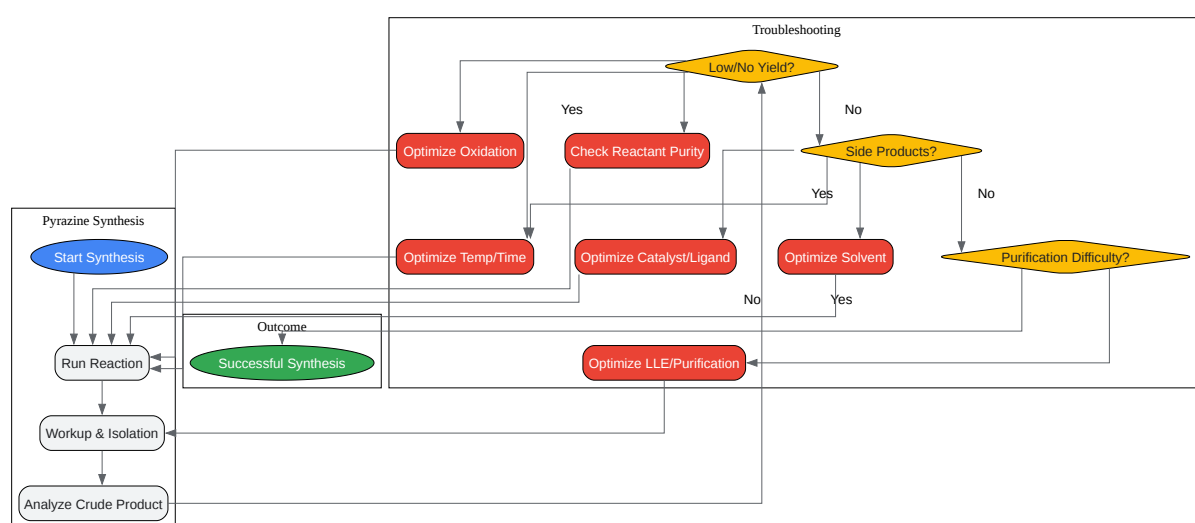 Troubleshooting
Low/No Yield?
Yes
No
Optimize Oxidation
Check Reactant Purity
Side Products?
Yes
No
Pyrazine Synthesis
Start Synthesis
Optimize Temp/Time
Optimize Catalyst/Ligand
Optimize Solvent
Purification Difficulty?
No
Yes
Outcome
Run Reaction
Successful Synthesis
Optimize LLE/Purification
Workup & Isolation
Analyze Crude Product